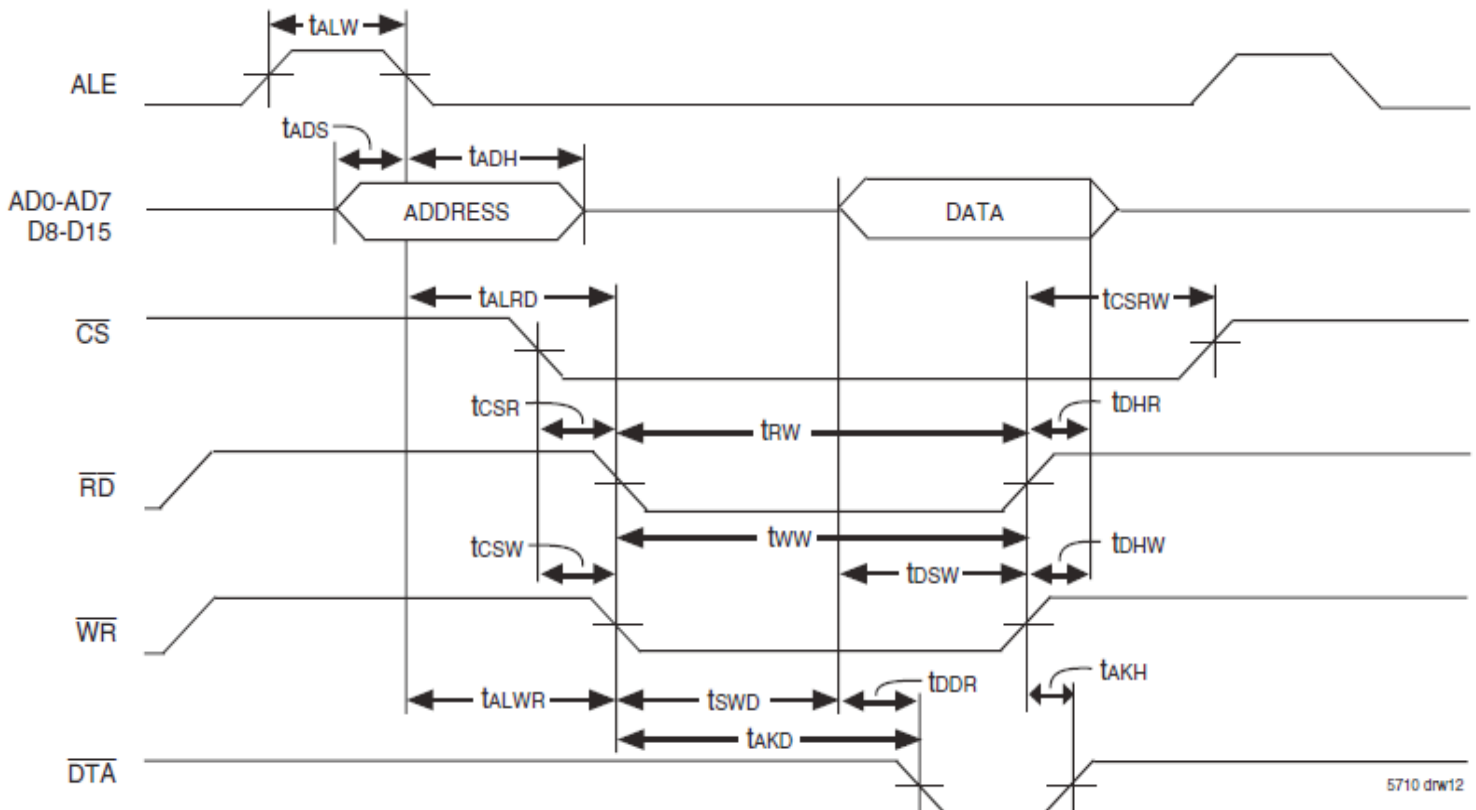 tALW
ALE
tADS
tADH
AD0-AD7
D8-D15
ADDRESS
DATA
tALRD
tCSRW
CS
tCSR
tRW
tDHR
RD
tCSW
tWW
tDHW
tDSW
WR
tALWR
tSWD
tDDR
tAKH
tAKD
DTA
5710 drw12